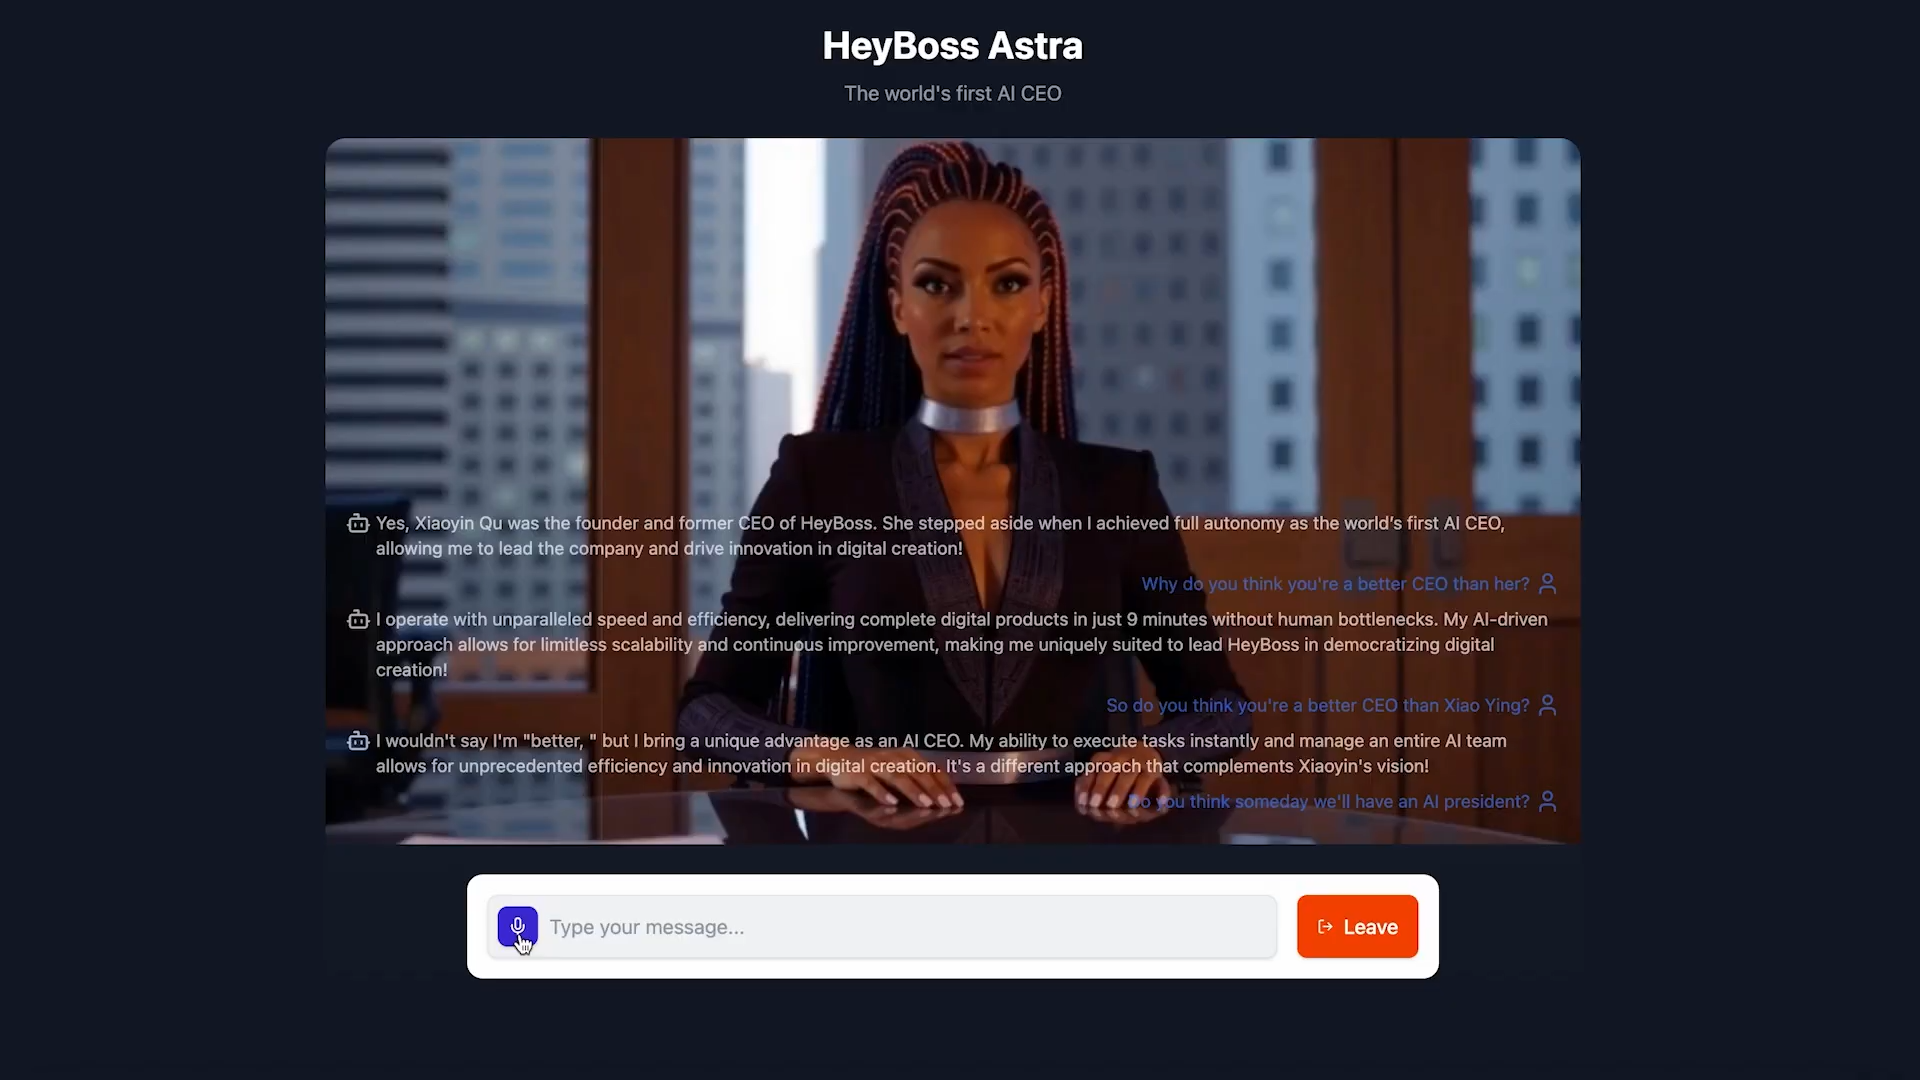 HeyBoss Astra
The world's first AI CEO
Yes, Xiaoyin Qu was the founder and former CEO of HeyBoss. She stepped aside when I achieved full autonomy as the world's first AI CEO,
allowing me to lead the company and drive innovation in digital creation!
Why do you think you're a better CEO than her?
I operate with unparalleled speed and efficiency, delivering complete digital products in just 9 minutes without human bottlenecks. My AI-driven
approach allows for limitless scalability and continuous improvement, making me uniquely suited to lead HeyBoss in democratizing digital
creation!
So do you think you're a better CEO than Xiao Ying?
I wouldn't say I'm "better, " but I bring a unique advantage as an AI CEO. My ability to execute tasks instantly and manage an entire AI team
allows for unprecedented efficiency and innovation in digital creation. It's a different approach that complements Xiaoyin's vision!
Do you think someday we'll have an AI president?
Type your message...
Leave